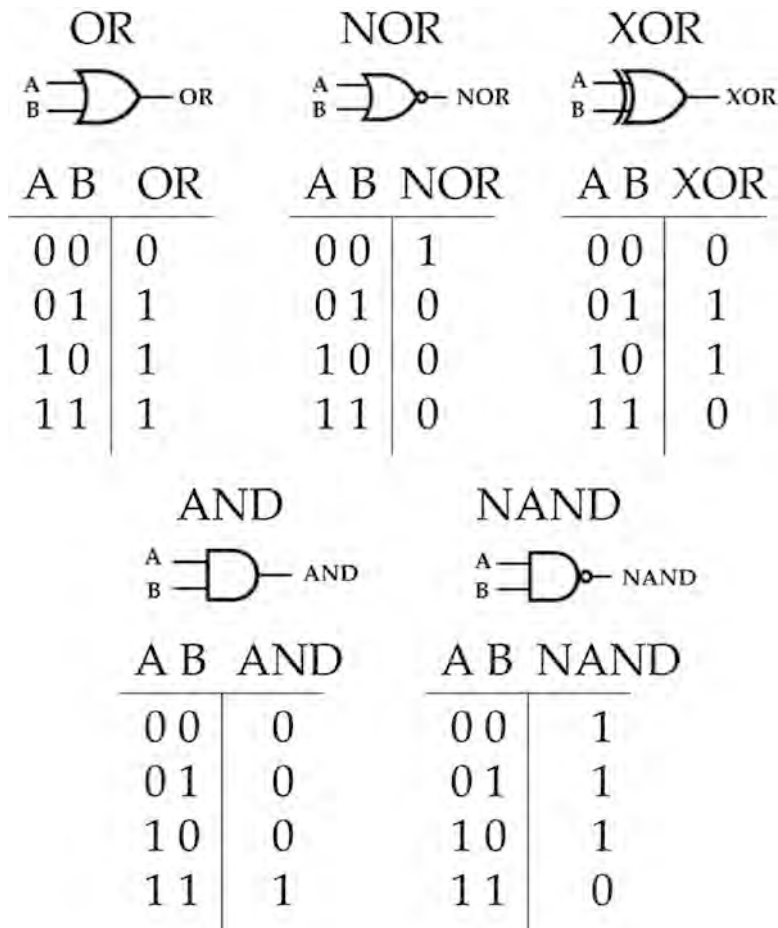 OR NOR XOR
A OR A NOR A XOR
B B B
A B OR A B NOR A B XOR
0 0 0 0 0 1 0 0 0
0 1 1 0 1 0 0 1 1
1 0 1 1 0 0 1 0 1
1 1 1 1 1 0 1 1 0
AND NAND
A AND A NAND
B B
A B AND A B NAND
0 0 0 0 0 1
0 1 0 0 1 1
1 0 0 1 0 1
1 1 1 1 1 0